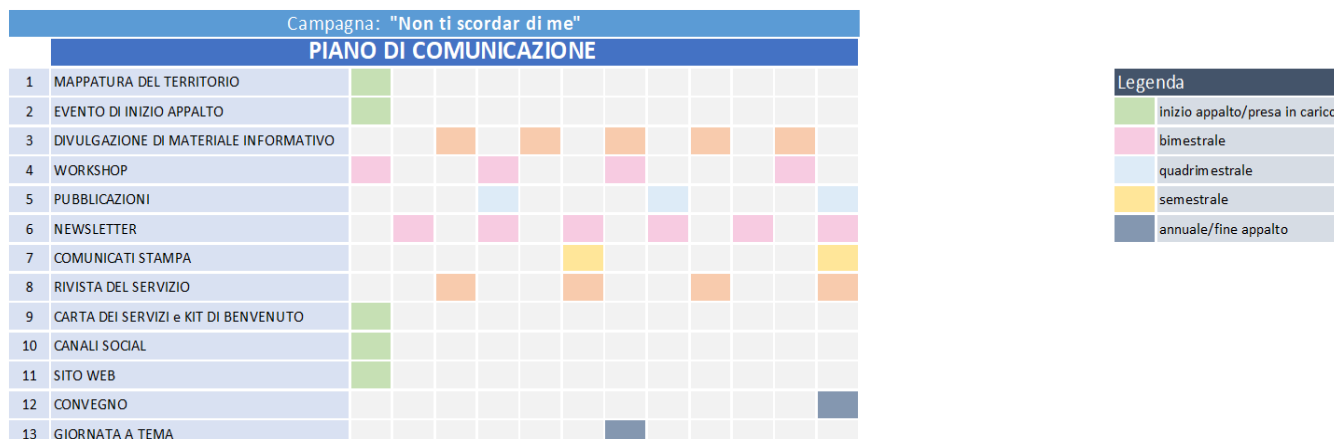 Campagna: "Non ti scordar di me"
PIANO DI COMUNICAZIONE
1 MAPPATURA DEL TERRITORIO
2 EVENTO DI INIZIO APPALTO
3 DIVULGAZIONE DI MATERIALE INFORMATIVO
4 WORKSHOP
5 PUBBLICAZIONI
6 NEWSLETTER
7 COMUNICATI STAMPA
8 RIVISTA DEL SERVIZIO
9 CARTA DEI SERVIZI e KIT DI BENVENUTO
10 CANALI SOCIAL
11 SITO WEB
12 CONVEGNO
13 GIORNATA A TEMA
Legenda
inizio appalto/presa in carico
bimestrale
quadrimestrale
semestrale
annuale/fine appalto